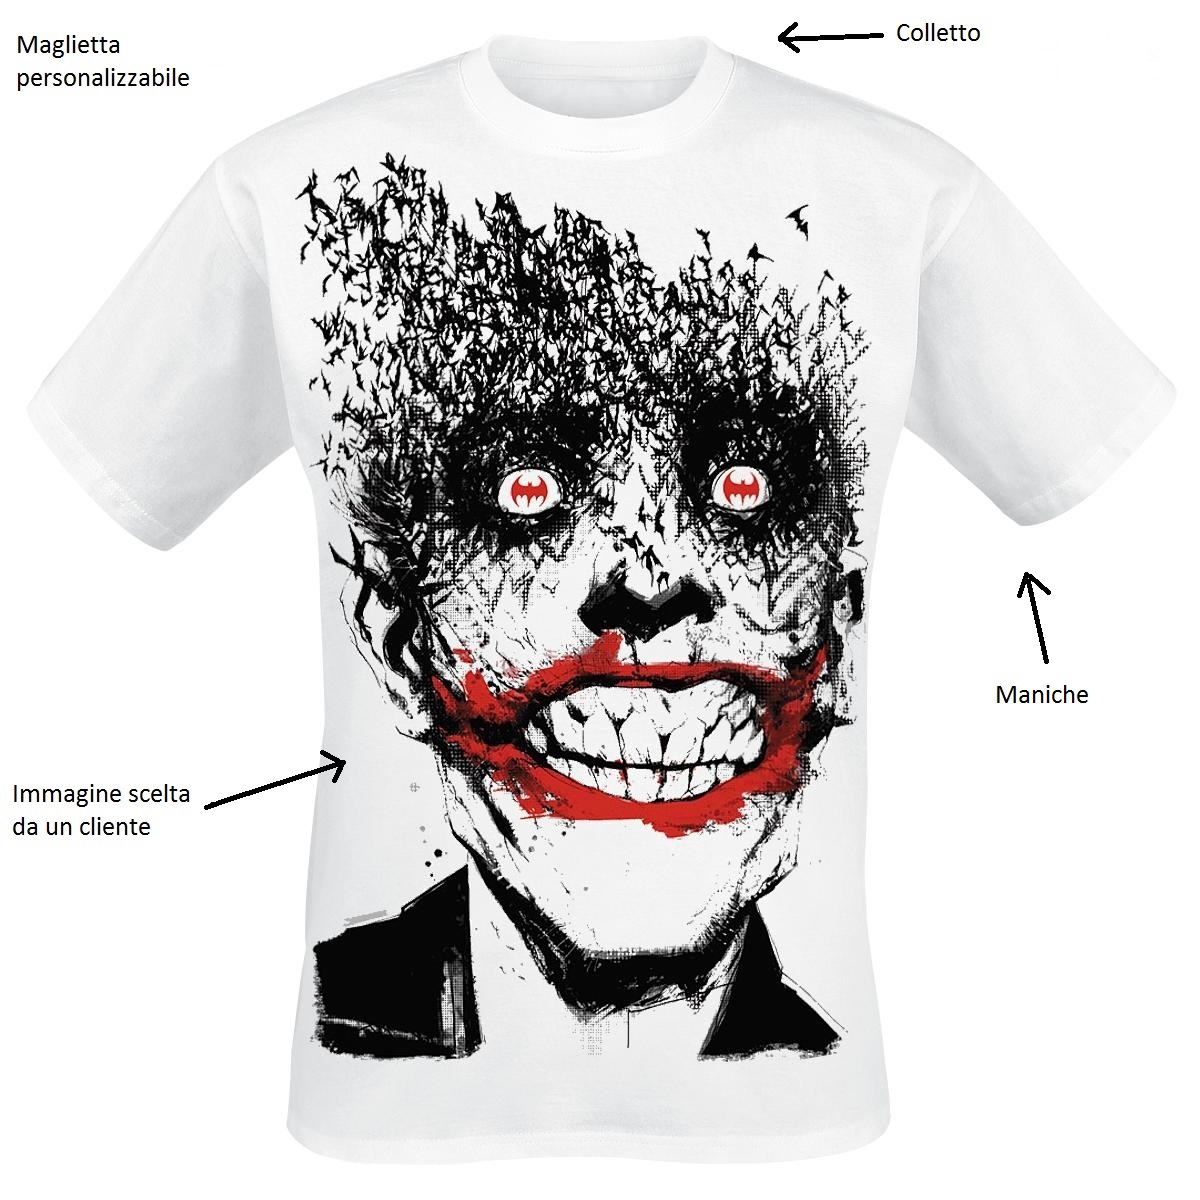 Maglietta
personalizzabile
Colletto
Maniche
Immagine scelta
da un cliente